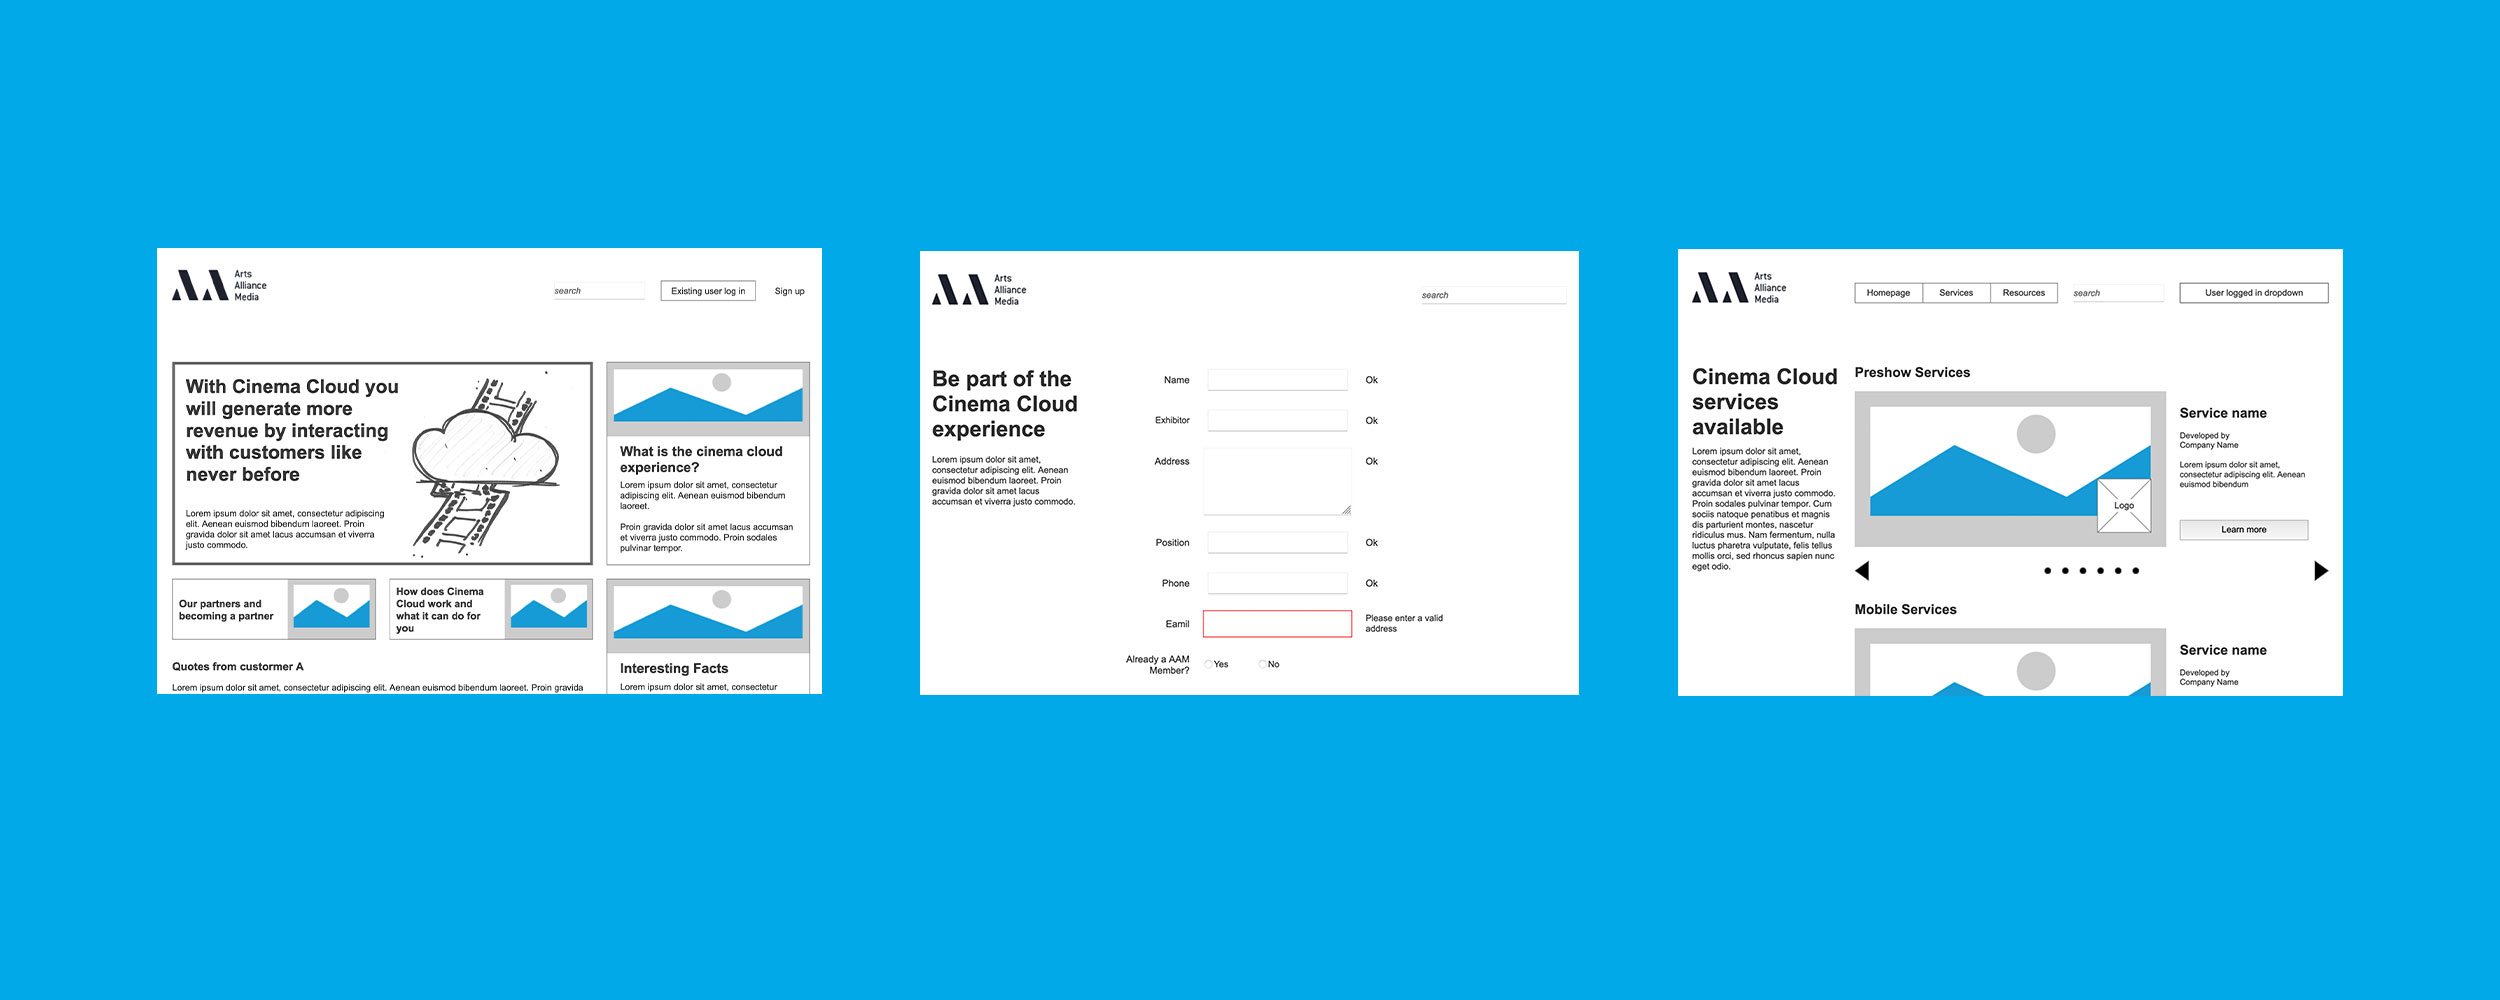 Arts
Alliance
Media
search
Existing user log in
Sign up
With Cinema Cloud you
will generate more
revenue by interacting
with customers like
never before
Lorem ipsum dolor sit amet, consectetur adipiscing
elit. Aenean euismod bibendum laoreet. Proin
gravida dolor sit amet lacus accumsan et viverra
justo commodo.
What is the cinema cloud
experience?
Lorem ipsum dolor sit amet, consectetur
adipiscing elit. Aenean euismod bibendum
laoreet.
Proin gravida dolor sit amet lacus accumsan
et viverra justo commodo. Proin sodales
pulvinar tempor.
Our partners and
becoming a partner
How does Cinema
Cloud work and
what it can do for
you
Quotes from custormer A
Lorem ipsum dolor sit amet, consectetur adipiscing elit. Aenean euismod bibendum laoreet. Proin gravida
Interesting Facts
Lorem ipsum dolor sit amet, consectetur
Arts
Alliance
Media
search
Be part of the
Cinema Cloud
experience
Lorem ipsum dolor sit amet,
consectetur adipiscing elit. Aenean
euismod bibendum laoreet. Proin
gravida dolor sit amet lacus
accumsan et viverra justo commodo.
Name
Ok
Exhibitor
Ok
Address
Ok
Position
Ok
Phone
Ok
Eamil
Please enter a valid
address
Already a AAM
Member?
Yes
No
Arts
Alliance
Media
Homepage
Services
Resources
search
User logged in dropdown
Cinema Cloud
services
available
Lorem ipsum dolor sit amet,
consectetur adipiscing elit. Aenean
euismod bibendum laoreet. Proin
gravida dolor sit amet lacus
accumsan et viverra justo commodo.
Proin sodales pulvinar tempor. Cum
sociis natoque penatibus et magnis
dis parturient montes, nascetur
ridiculus mus. Nam fermentum, nulla
luctus pharetra vulputate, felis tellus
mollis orci, sed rhoncus sapien nunc
eget odio.
Preshow Services
Logo
Service name
Developed by
Company Name
Lorem ipsum dolor sit amet,
consectetur adipiscing elit. Aenean
euismod bibendum
Learn more
Mobile Services
Service name
Developed by
Company Name